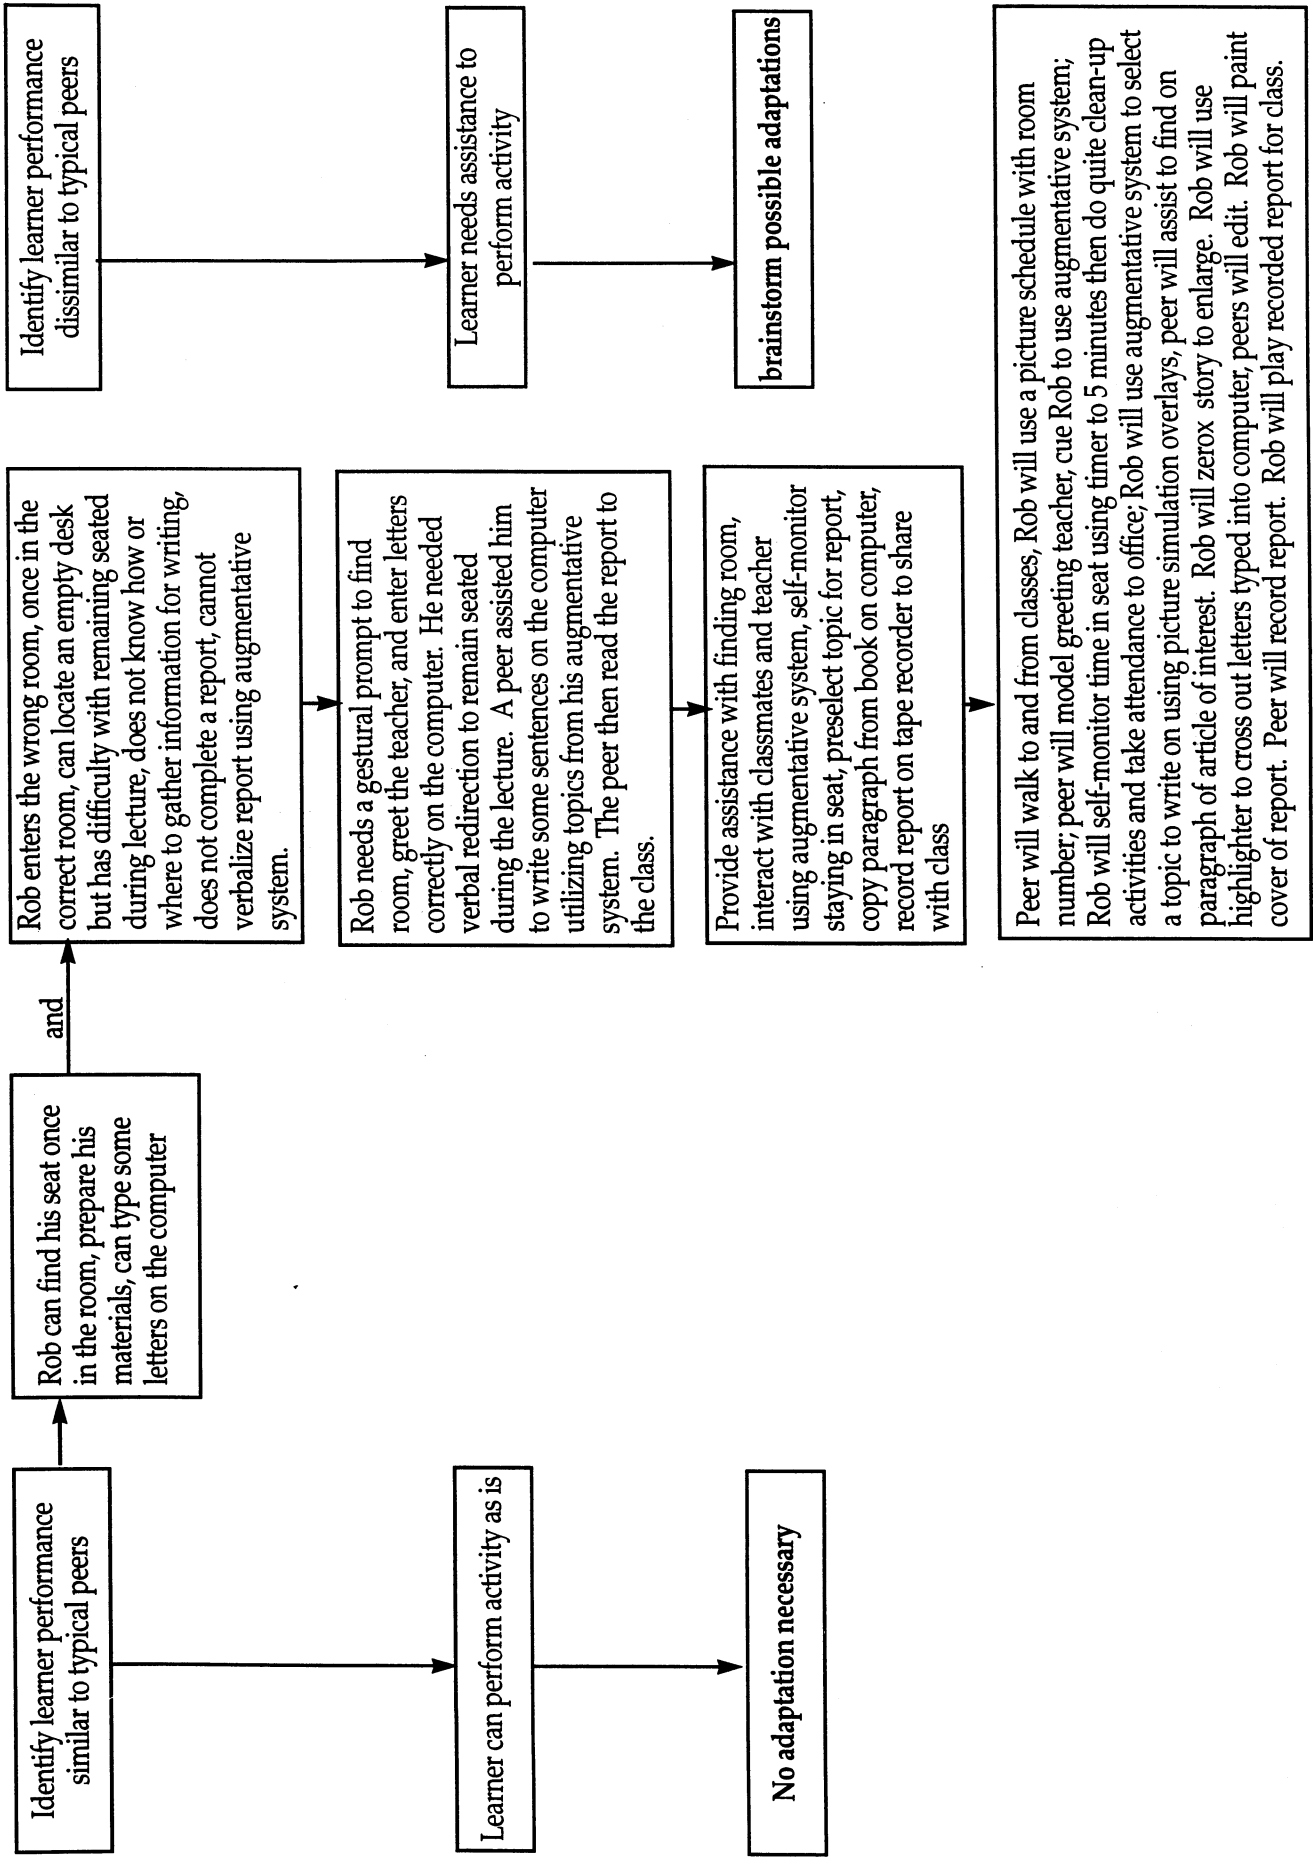 Identify learner performance
similar to typical peers
Rob can find his seat once
in the room, prepare his
materials, can type some
letters on the computer
and
Rob enters the wrong room, once in the
correct room, can locate an empty desk
but has difficulty with remaining seated
during lecture, does not know how or
where to gather information for writing,
does not complete a report, cannot
verbalize report using augmentative
system.
Identify learner performance
dissimilar to typical peers
Learner can perform activity as is
Rob needs a gestural prompt to find
room, greet the teacher, and enter letters
correctly on the computer. He needed
verbal redirection to remain seated
during the lecture. A peer assisted him
to write some sentences on the computer
utilizing topics from his augmentative
system. The peer then read the report to
the class.
Learner needs assistance to
perform activity
No adaptation necessary
Provide assistance with finding room,
interact with classmates and teacher
using augmentative system, self-monitor
staying in seat, preselect topic for report,
copy paragraph from book on computer,
record report on tape recorder to share
with class
brainstorm possible adaptations
Peer will walk to and from classes, Rob will use a picture schedule with room
number; peer will model greeting teacher, cue Rob to use augmentative system;
Rob will self-monitor time in seat using timer to 5 minutes then do quite clean-up
activities and take attendance to office; Rob will use augmentative system to select
a topic to write on using picture simulation overlays, peer will assist to find on
paragraph of article of interest. Rob will zerox story to enlarge. Rob will use
highlighter to cross out letters typed into computer, peers will edit. Rob will paint
cover of report. Peer will record report. Rob will play recorded report for class.